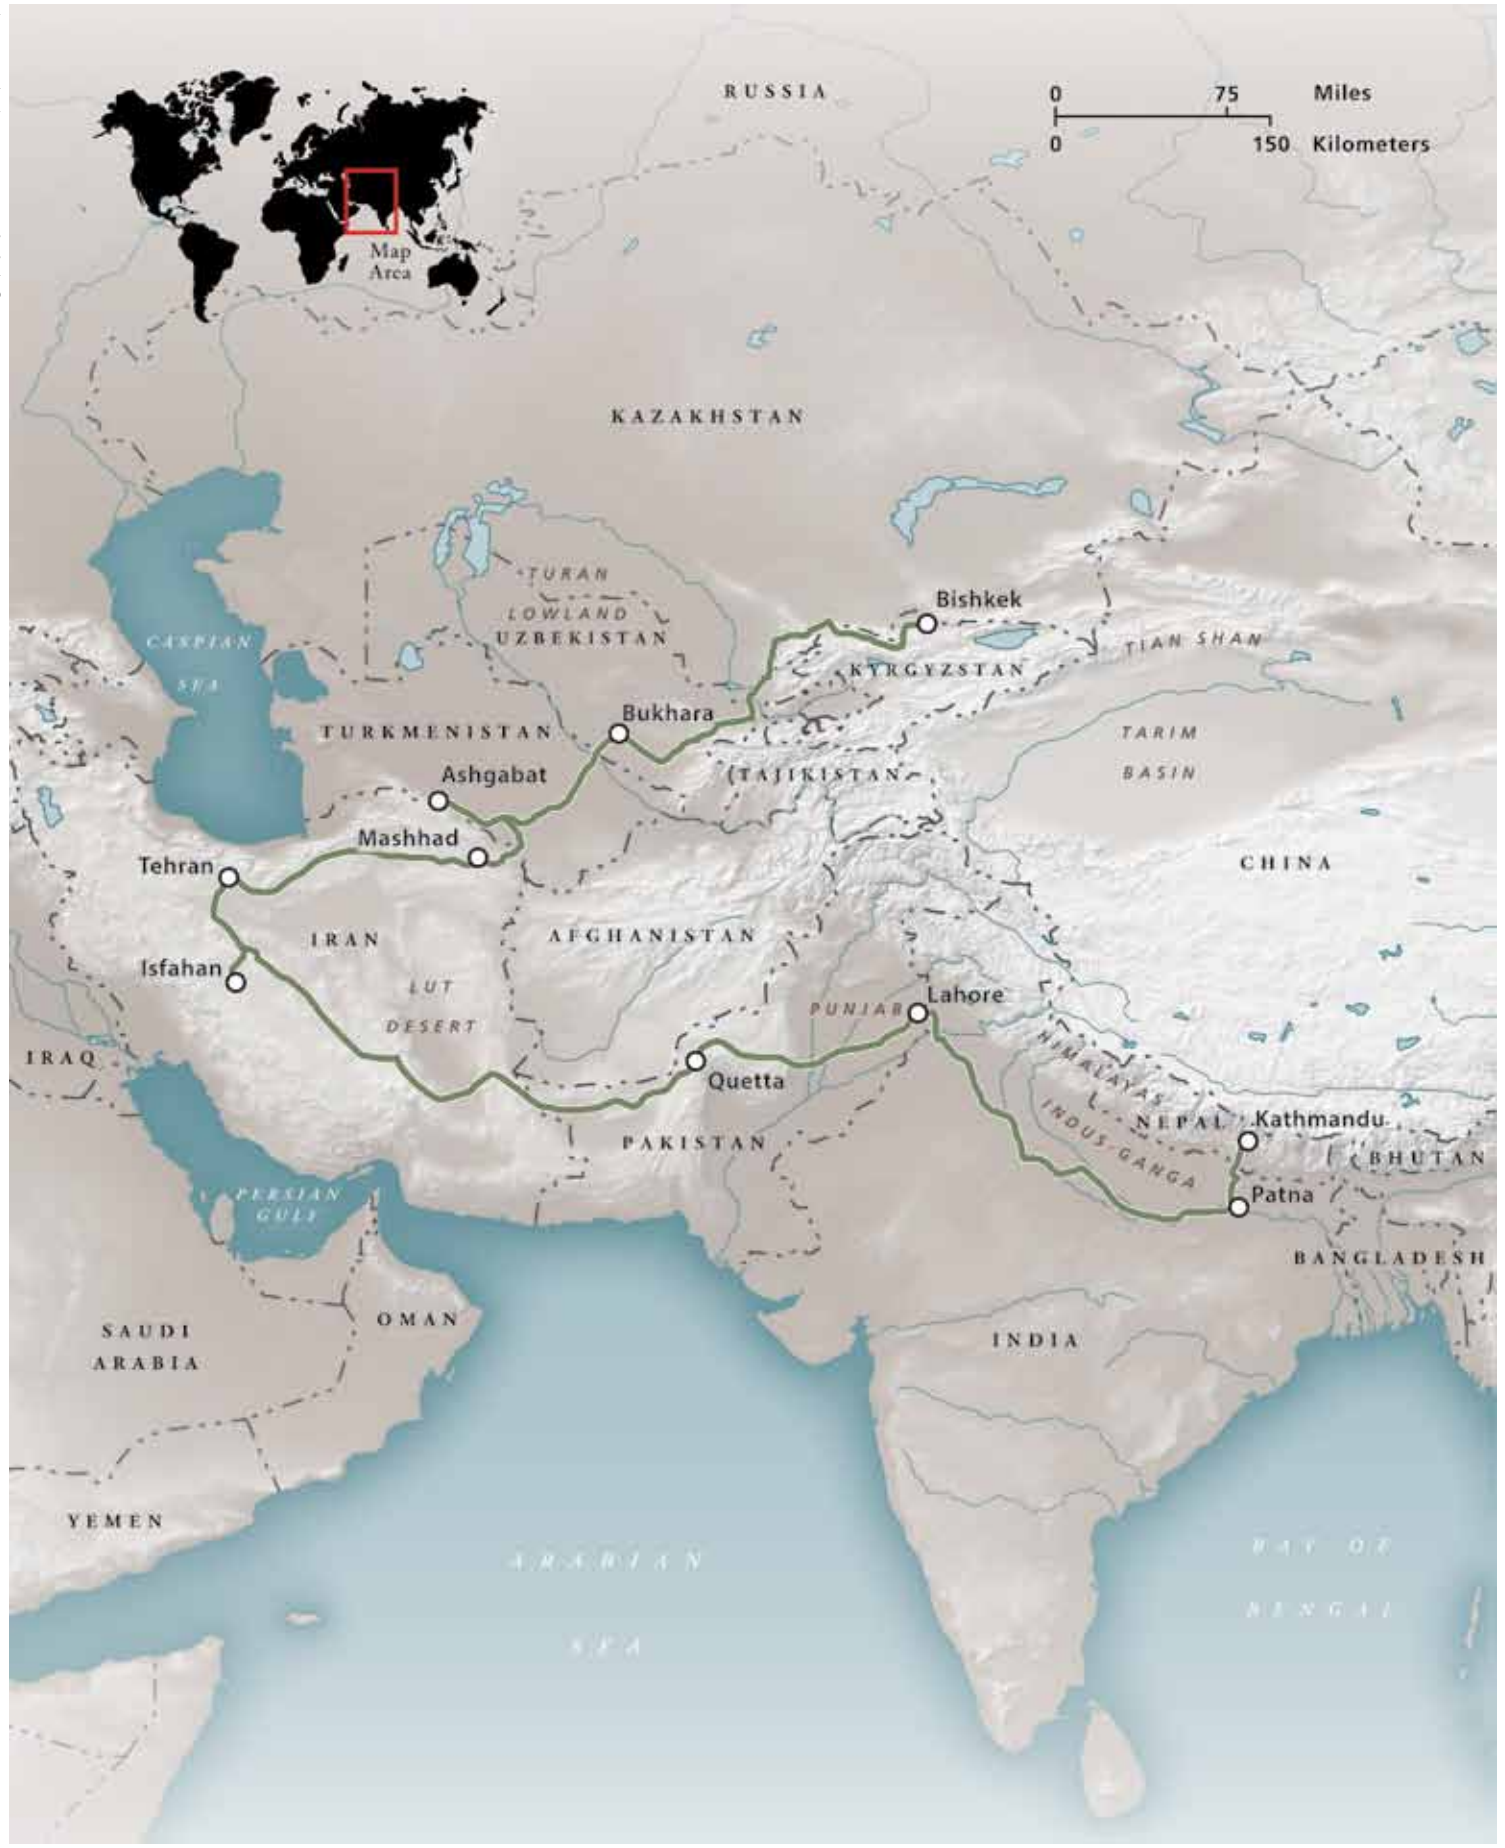 RUSSIA
0 75 Miles
0 150 Kilometers
Map
Area
KAZAKHSTAN
TURAN
LOWLAND
UZBEKISTAN
Bishkek
CASPIAN
SEA
KYRGYZSTAN
TIAN SHAN
Bukhara
TURKMENISTAN
TARIM
BASIN
Ashgabat
TAJIKISTAN
Mashhad
Tehran
CHINA
IRAN
AFGHANISTAN
Isfahan
LUT
DESERT
PUNJAB
Lahore
IRAQ
HIMALAYAS
Quetta
INDUS-GANGA
NEPAL
Kathmandu
PAKISTAN
BHUTAN
PERSIAN
GULF
Patna
BANGLADESH
OMAN
SAUDI
ARABIA
INDIA
YEMEN
ARABIAN
SEA
BAY OF
BENGAL